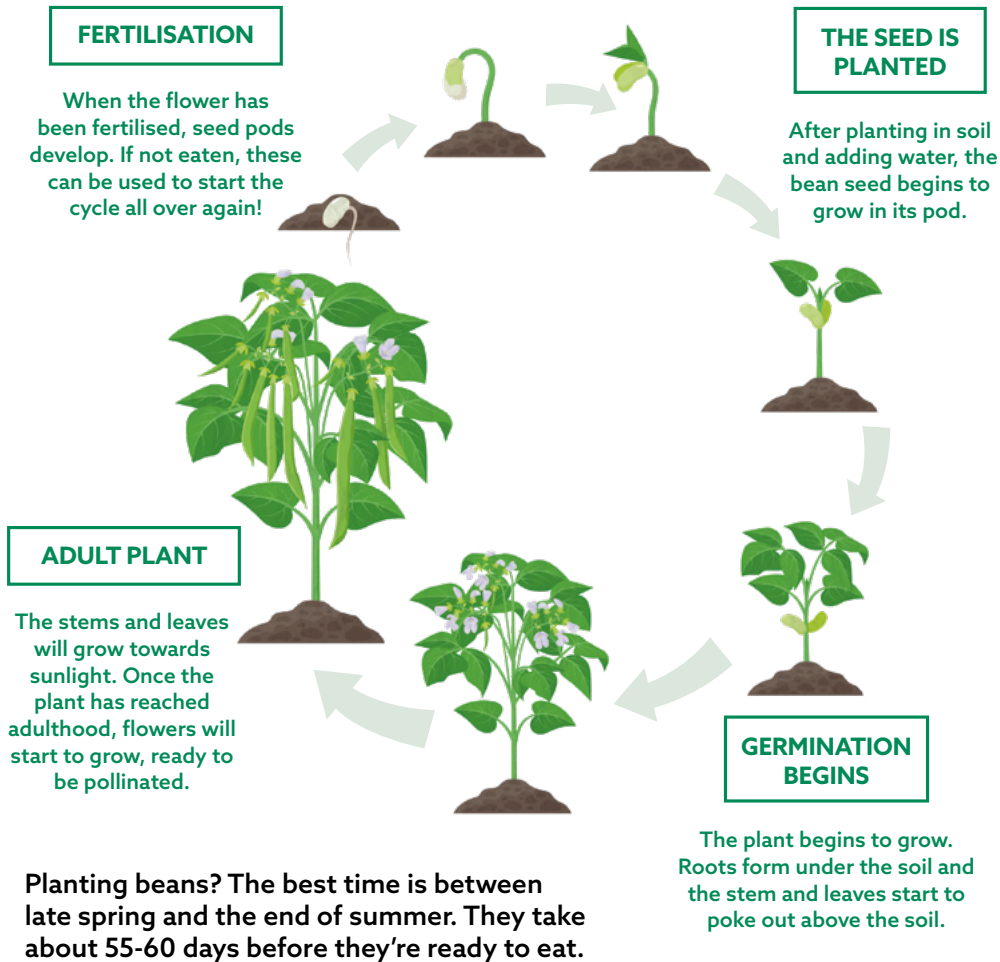 FERTILISATION
When the flower has
been fertilised, seed pods
develop. If not eaten, these
can be used to start the
cycle all over again!
THE SEED IS
PLANTED
After planting in soil
and adding water, the
bean seed begins to
grow in its pod.
ADULT PLANT
The stems and leaves
will grow towards
sunlight. Once the
plant has reached
adulthood, flowers will
start to grow, ready to
be pollinated.
GERMINATION
BEGINS
The plant begins to grow.
Roots form under the soil and
the stem and leaves start to
poke out above the soil.
Planting beans? The best time is between
late spring and the end of summer. They take
about 55-60 days before they're ready to eat.